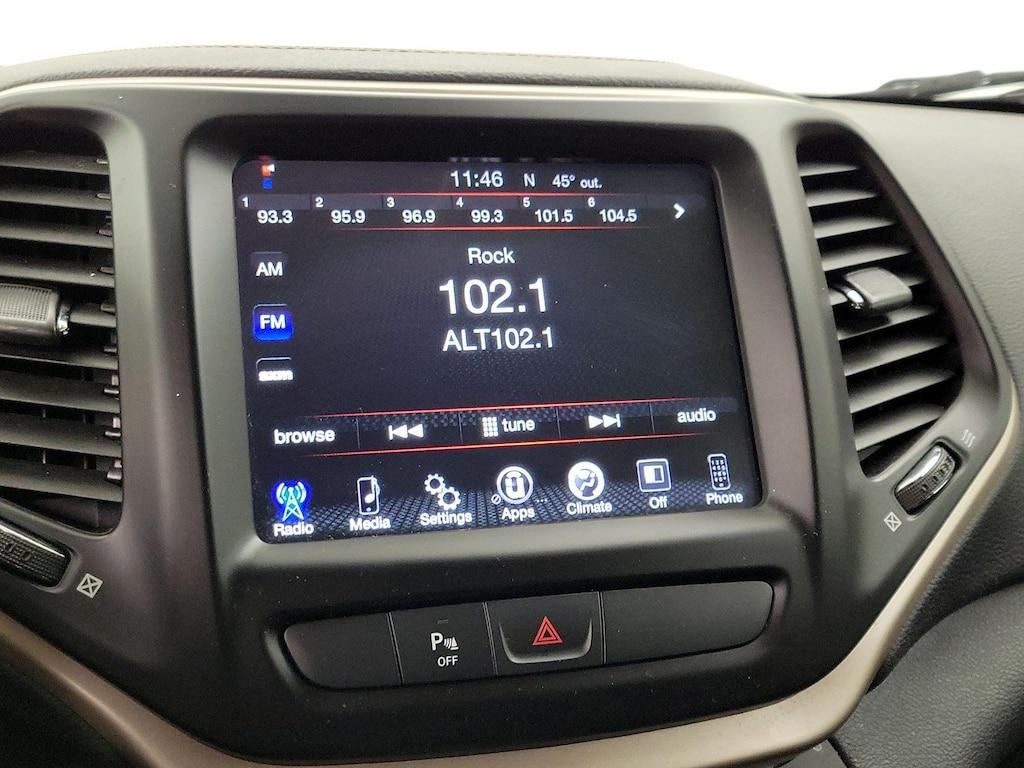 11:46 N 45° out.
1 2 3 4 5 6
93.3 95.9 96.9 99.3 101.5 104.5
Rock
AM
102.1
FM
ALT102.1
sxm
browse tune audio
Radio Media Settings Apps Climate Off Phone
P
OFF